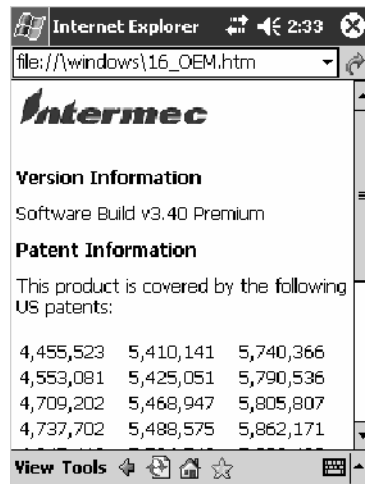 Internet Explorer 2:33
file://\windows\16_OEM.htm
Intermec
Version Information
Software Build v3.40 Premium
Patent Information
This product is covered by the following
US patents:
4,455,523 5,410,141 5,740,366
4,553,081 5,425,051 5,790,536
4,709,202 5,468,947 5,805,807
4,737,702 5,488,575 5,862,171
View Tools